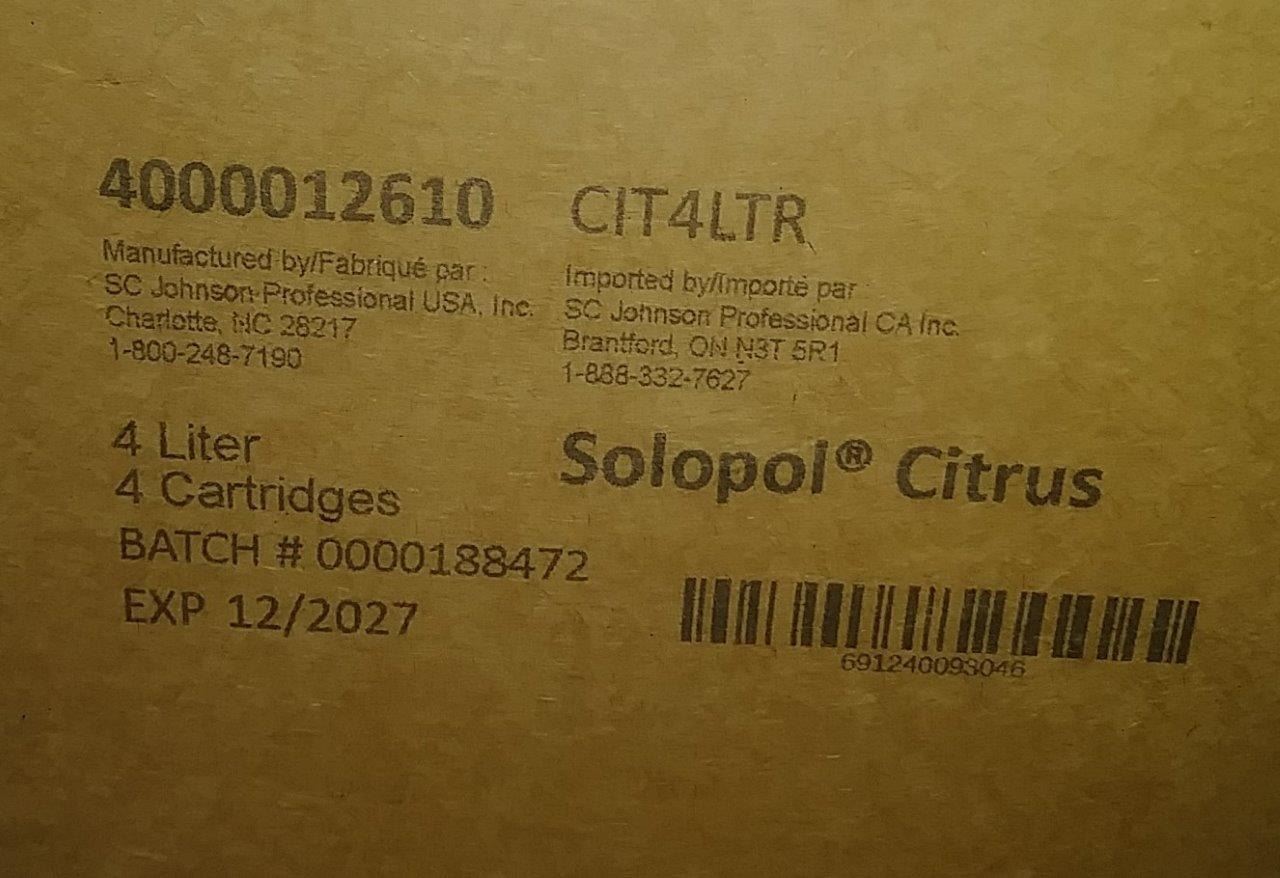 4000012610 CIT4LTR
Manufactured by/Fabriqué par :
SC Johnson Professional USA, Inc.
Charlotte, NC 28217
1-800-248-7190
Imported by/Importé par :
SC Johnson Professional CA Inc.
Brantford, ON N3T 5R1
1-888-332-7627
4 Liter
4 Cartridges
BATCH # 0000188472
EXP 12/2027
Solopol® Citrus
691240093046